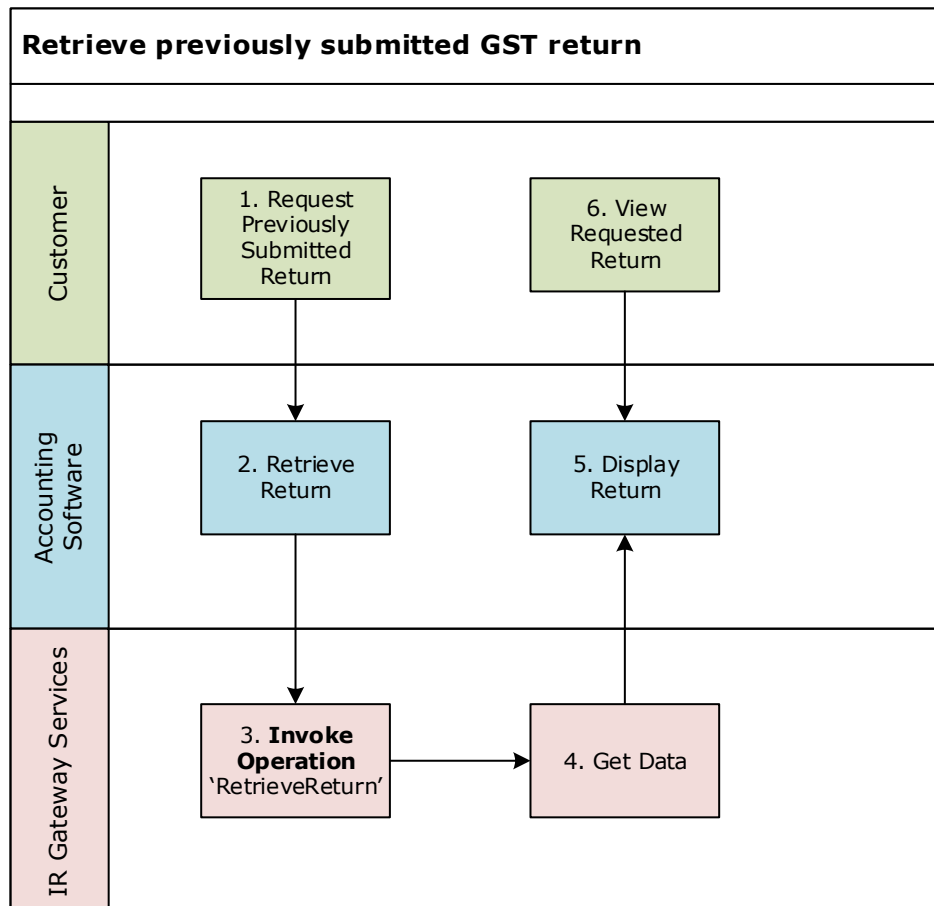 Retrieve previously submitted GST return
Customer
1. Request
Previously
Submitted
Return
6. View
Requested
Return
Accounting
Software
2. Retrieve
Return
5. Display
Return
IR Gateway Services
3. Invoke
Operation
‘RetrieveReturn’
4. Get Data